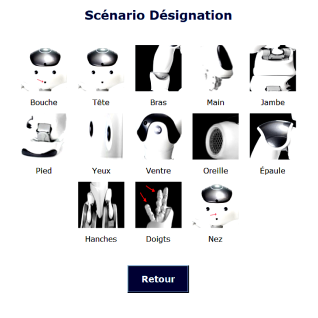 Scénario Désignation
Bouche Tête Bras Main Jambe
Pied Yeux Ventre Oreille Épaule
Hanches Doigts Nez
Retour